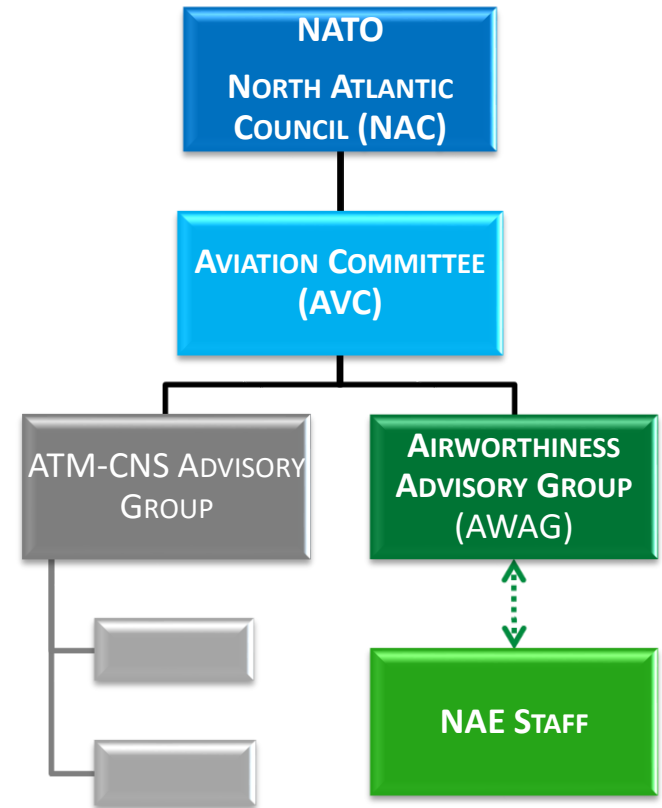 NATO
NORTH ATLANTIC
COUNCIL (NAC)
AVIATION COMMITTEE
(AVC)
ATM-CNS ADVISORY
GROUP
AIRWORTHINESS
ADVISORY GROUP
(AWAG)
NAE STAFF